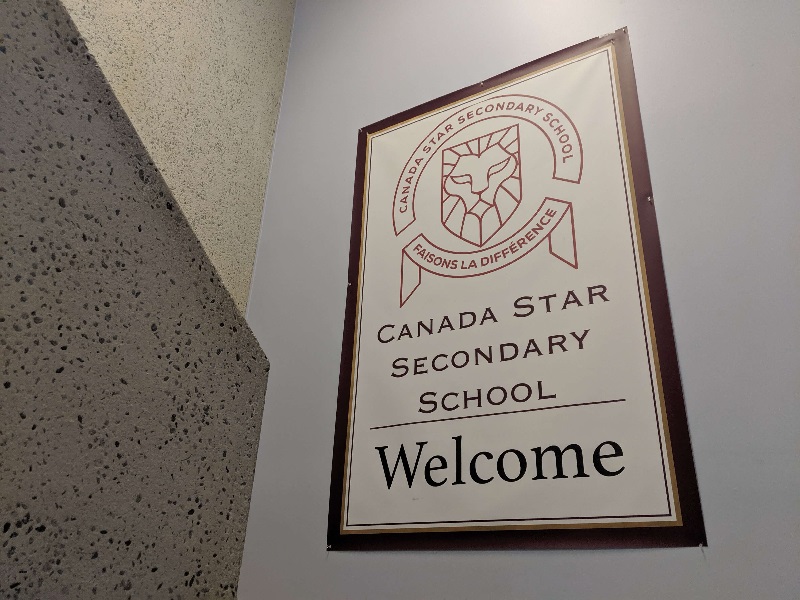 CANADA STAR SECONDARY SCHOOL
FAISONS LA DIFFÉRENCE
CANADA STAR
SECONDARY
SCHOOL
Welcome